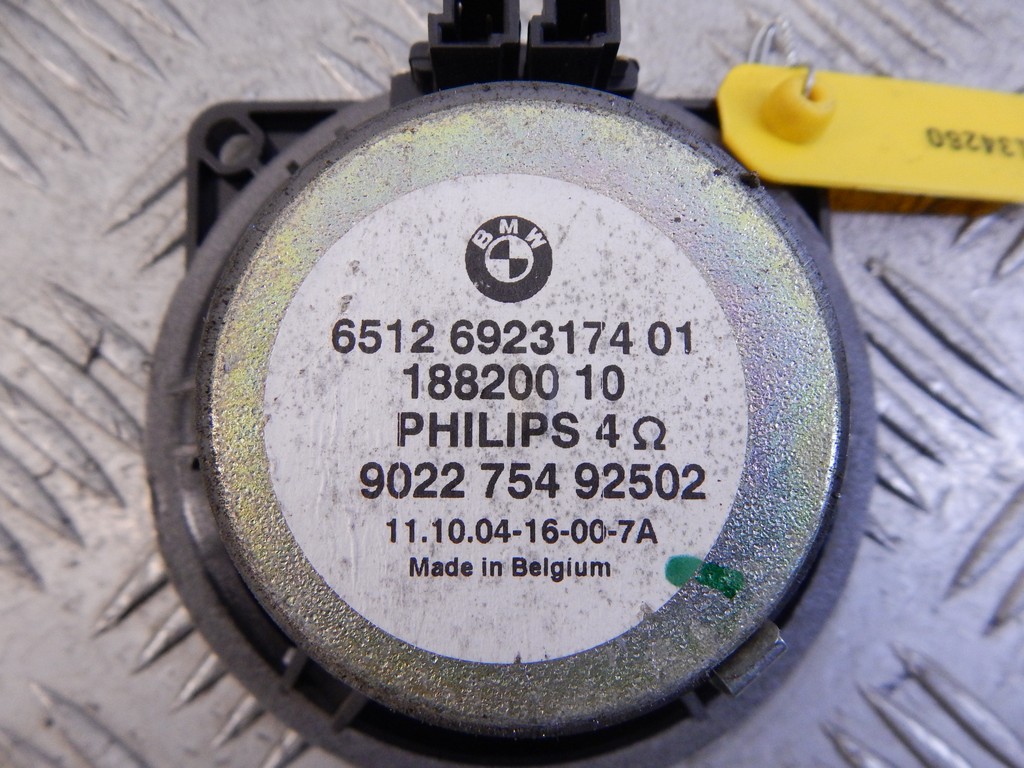 BMW
6512 6923174 01
188200 10
PHILIPS 4 Ω
9022 754 92502
11.10.04-16-00-7A
Made in Belgium
134280